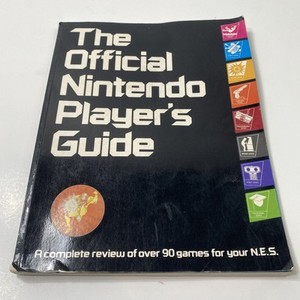 The
Official
Nintendo
Player's
Guide
A complete review of over 90 games for your N.E.S.